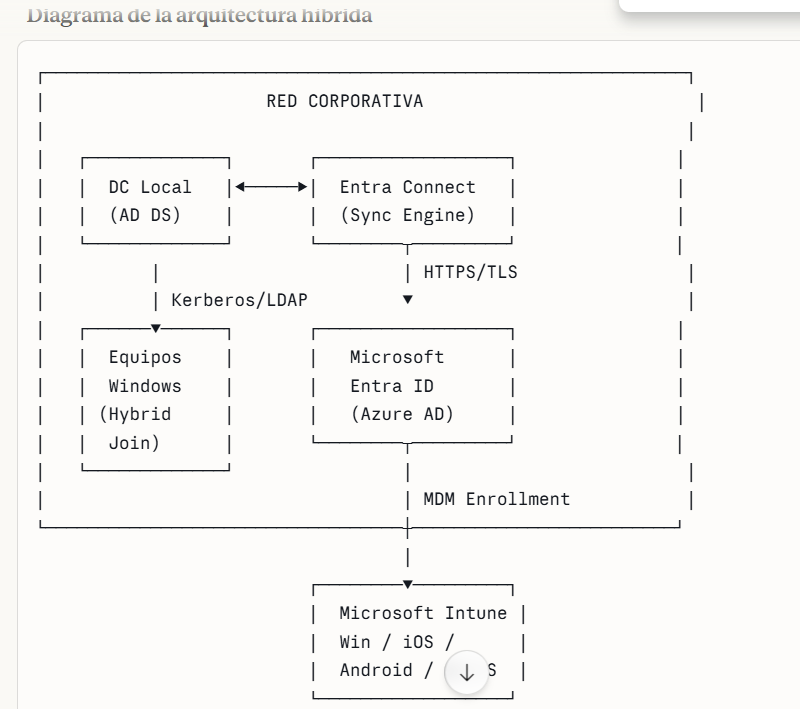 Diagrama de la arquitectura híbrida
RED CORPORATIVA
DC Local
Entra Connect
(AD DS)
(Sync Engine)
HTTPS/TLS
Kerberos/LDAP
Equipos
Microsoft
Windows
Entra ID
(Hybrid
(Azure AD)
Join)
MDM Enrollment
Microsoft Intune
Win / iOS /
Android /